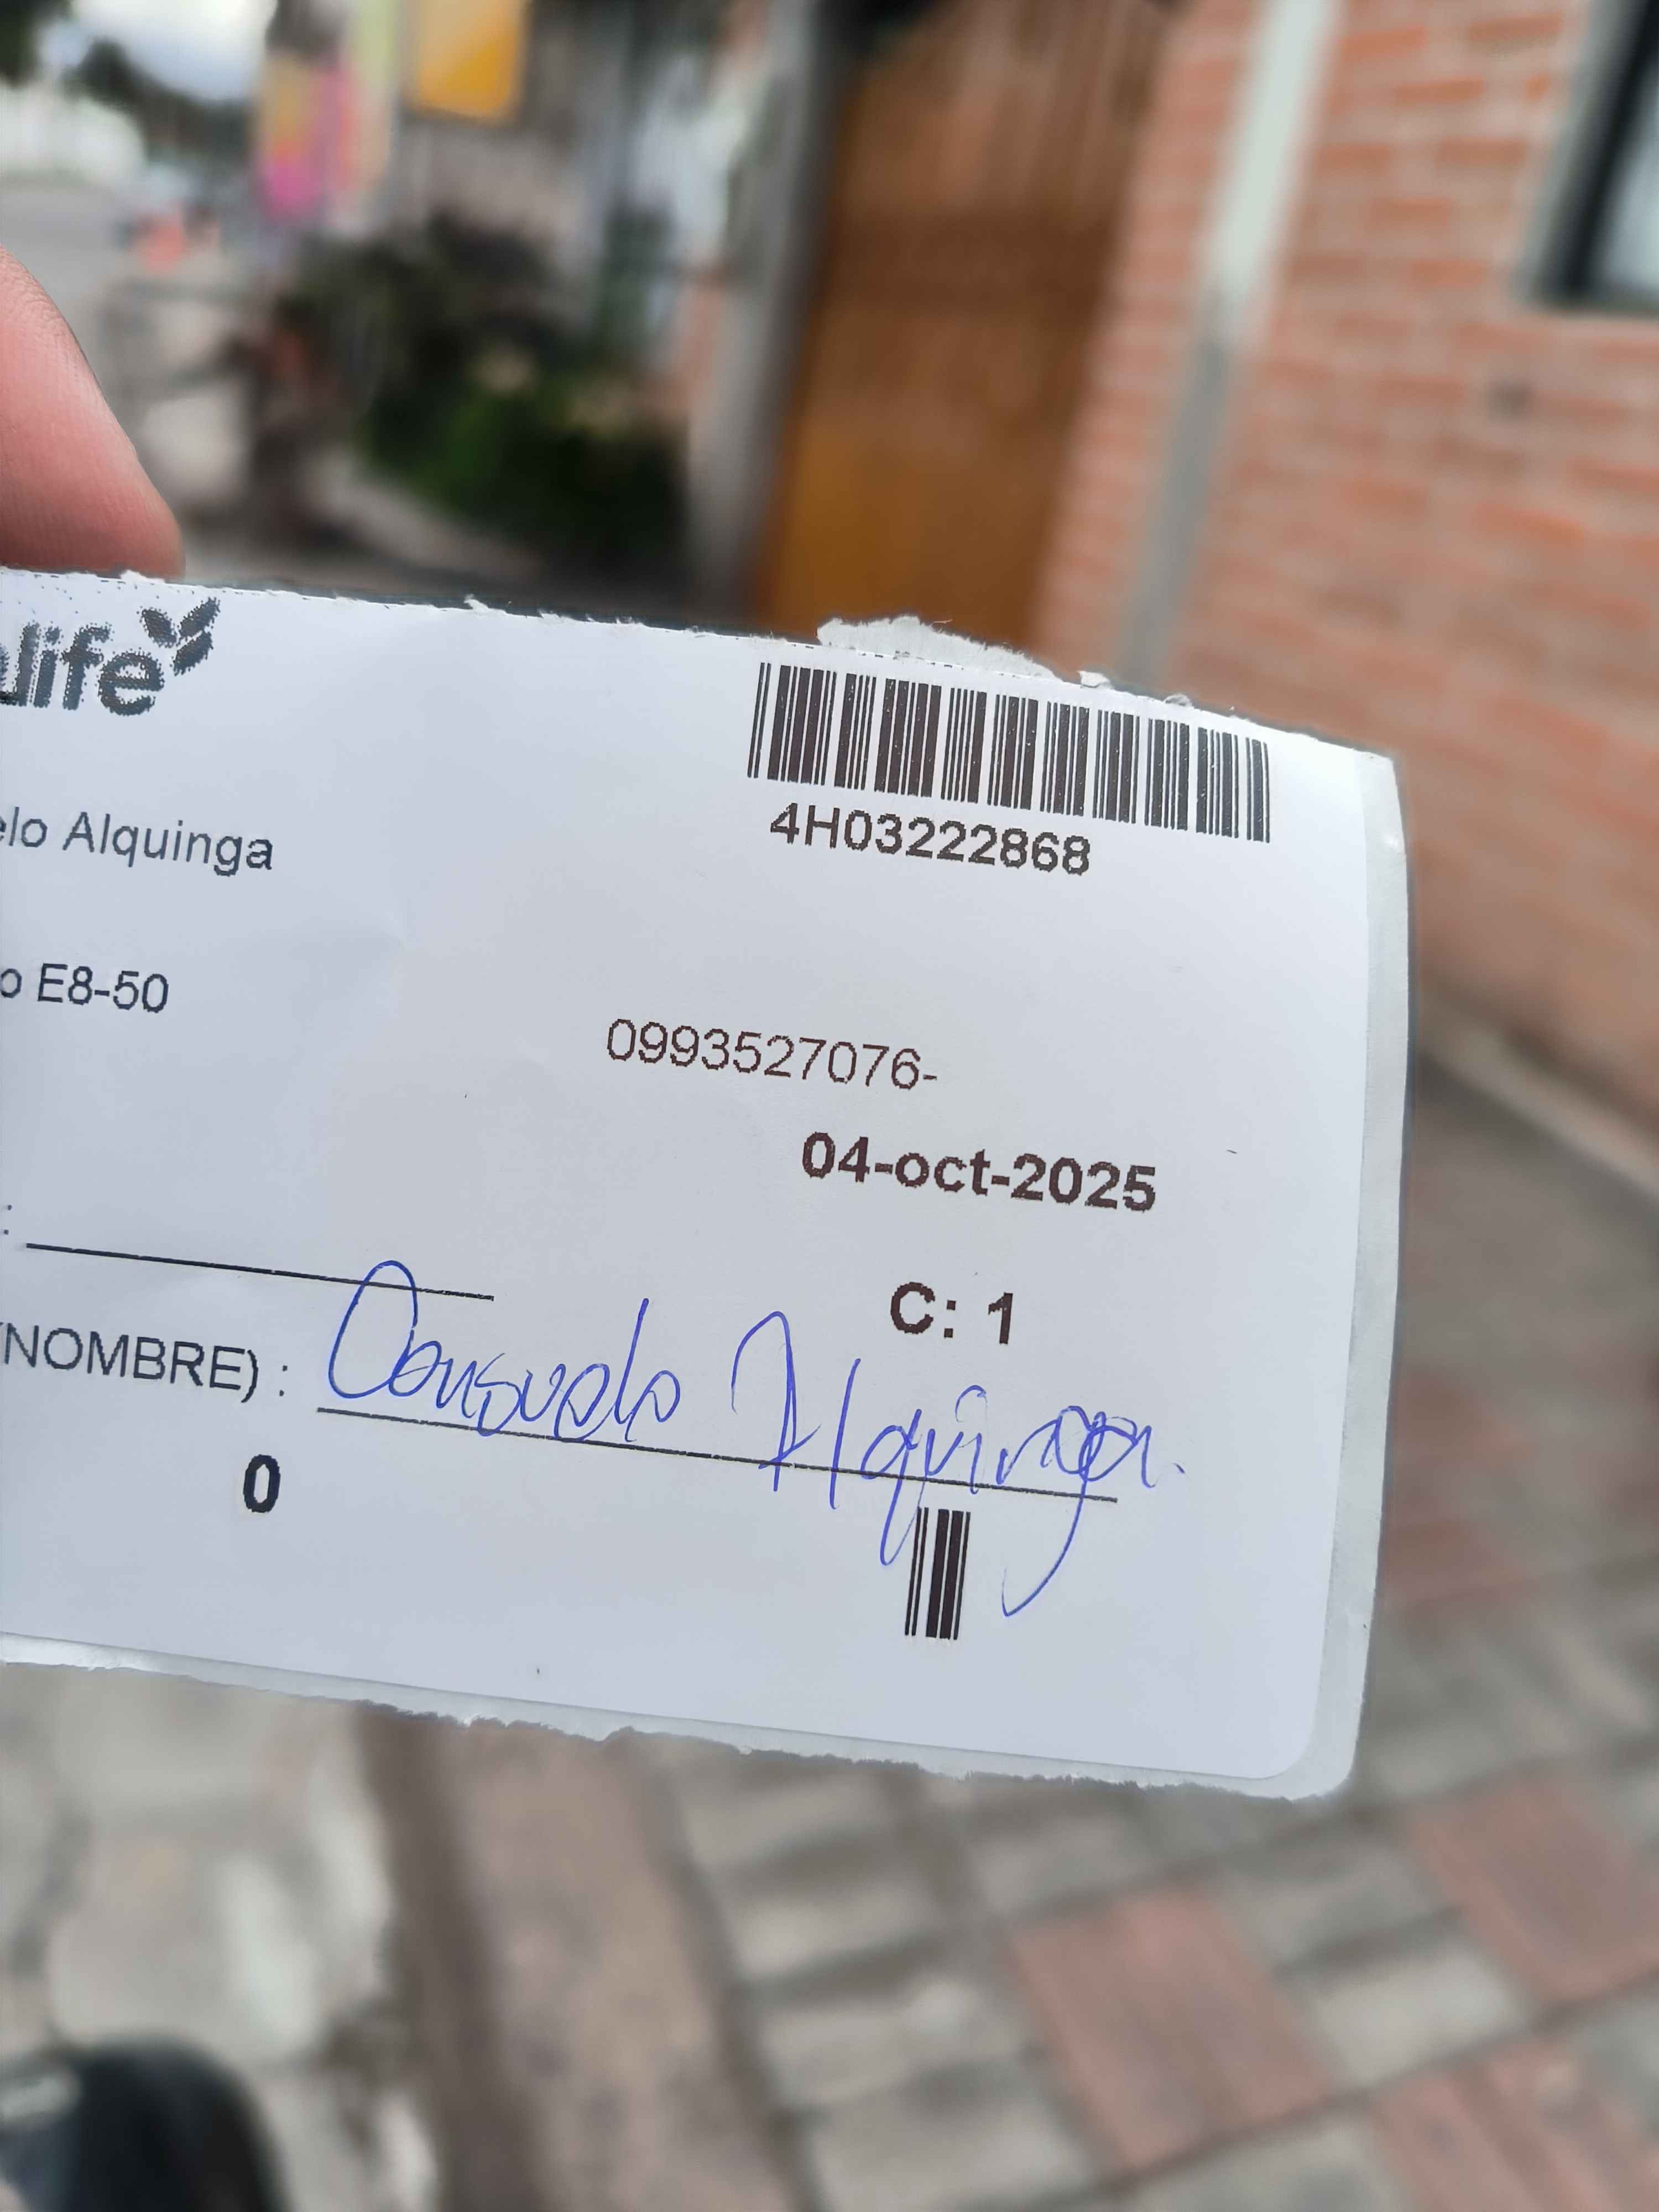 life
4H03222868
elo Alquinga
o E8-50
0993527076-
04-oct-2025
:
C: 1
(NOMBRE) : Consuelo Alquinga.
0